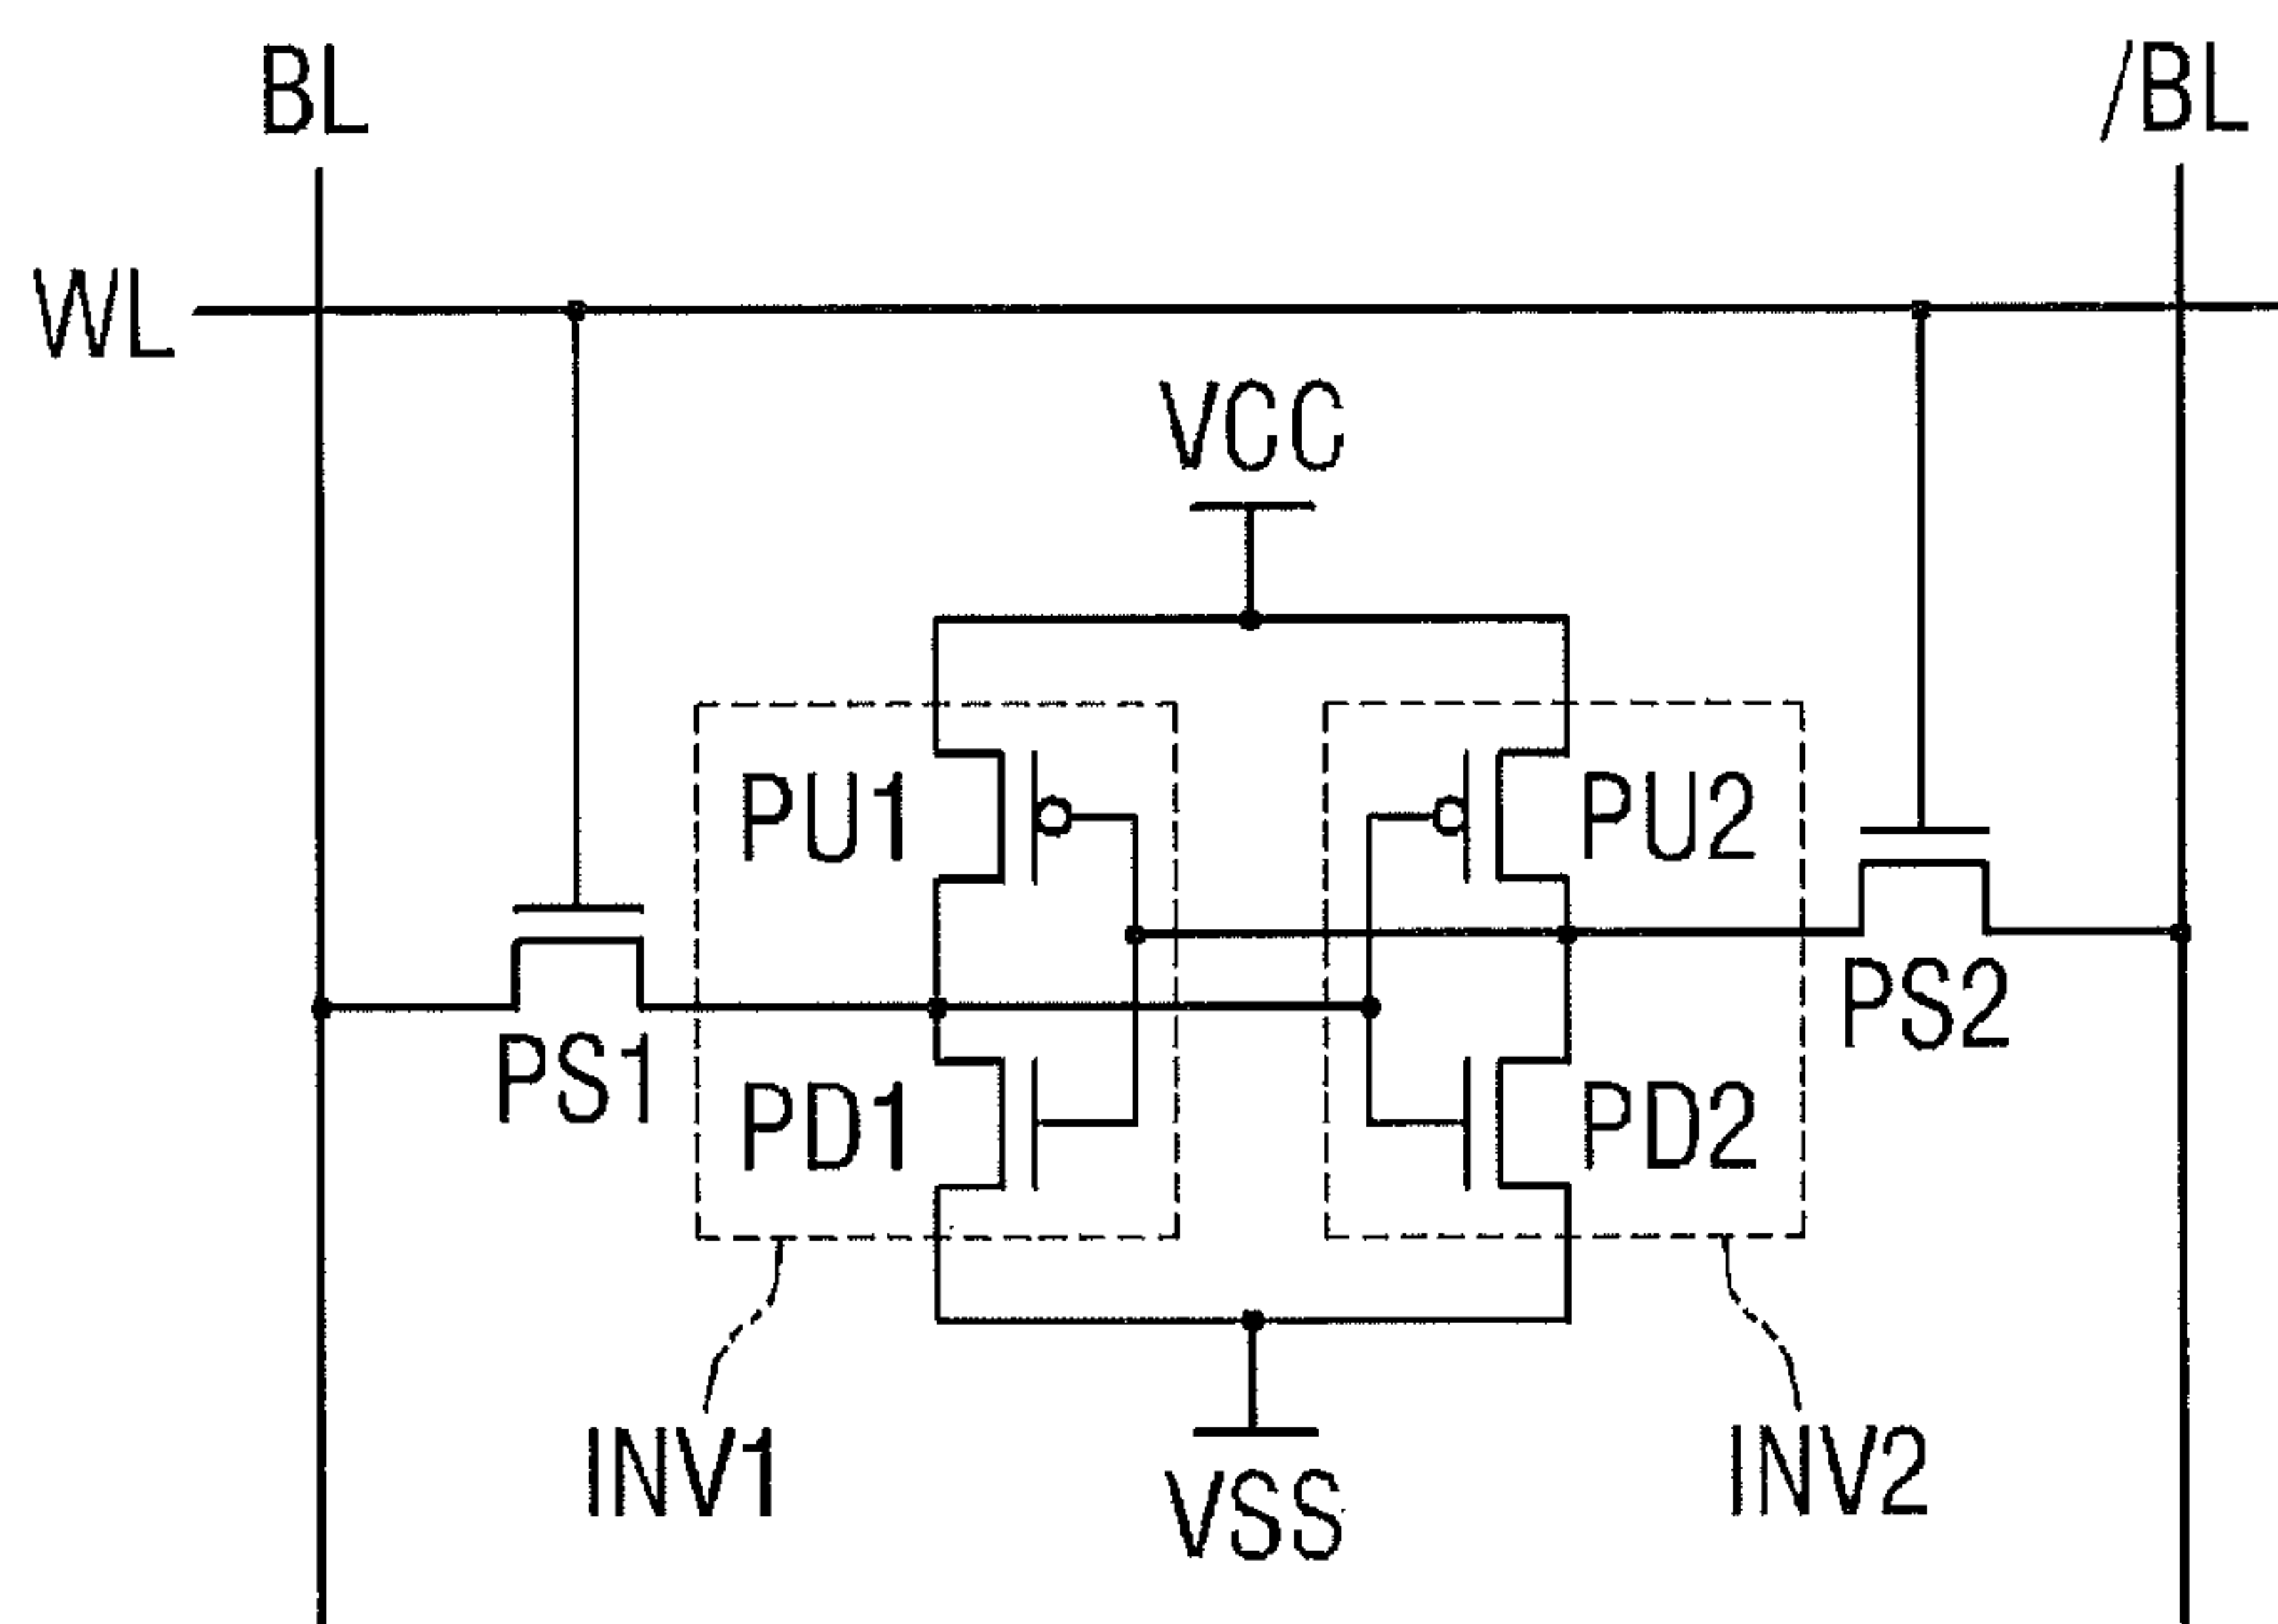 BL
/BL
WL
VCC
PU1
PU2
PS2
PS1
PD1
PD2
INV1
INV2
VSS